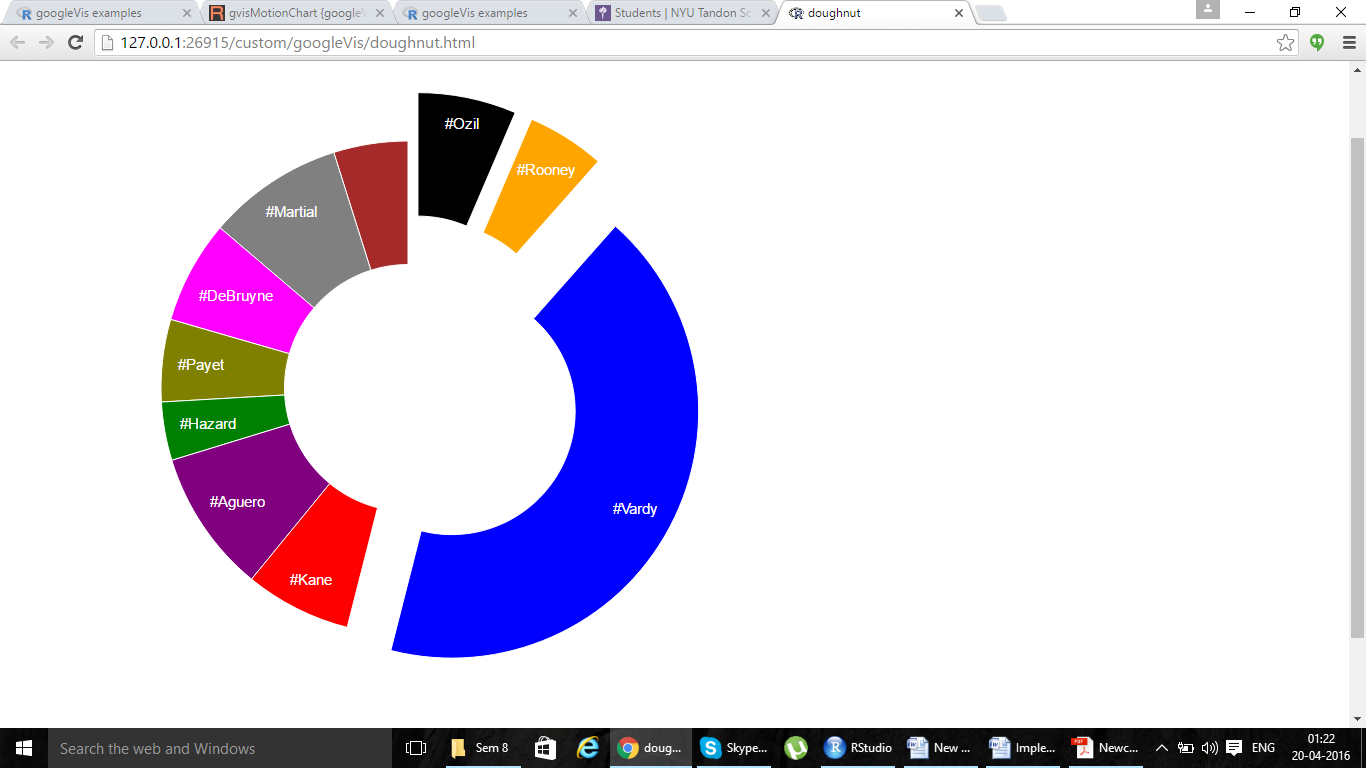 googleVis examples
gvisMotionChart {googleV
googleVis examples
Students | NYU Tandon Sc
doughnut
127.0.0.1:26915/custom/googleVis/doughnut.html
#Ozil
#Rooney
#Martial
#DeBruyne
#Payet
#Hazard
#Aguero
#Kane
#Vardy
Search the web and Windows
Sem 8
doug...
Skype...
RStudio
New ...
Imple...
Newc...
ENG
01:22
20-04-2016